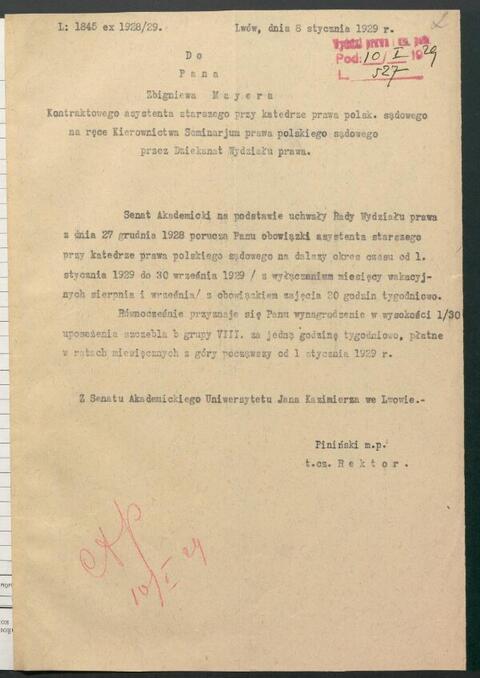 L: 1845 ex 1928/29.
Lwów, dnia 8 stycznia 1929 r.
Wydział prawa i
Pod: 10/I 1929
L. 527
Do
Pana
Zbigniewa Mayera
Kontraktowego asystenta starszego przy katedrze prawa polsk. sądowego
na ręce Kierownictwa Seminarjum prawa polskiego sądowego
przez Dziekanat Wydziału prawa.
Senat Akademicki na podstawie uchwały Rady Wydziału prawa
z dnia 27 grudnia 1928 porucza Panu obowiązki asystenta starszego
przy katedrze prawa polskiego sądowego na dalszy okres czasu od 1.
stycznia 1929 do 30 września 1929 / z wyłączeniem miesięcy wakacyj-
nych sierpnia i września/ z obowiązkiem zajęcia 20 godzin tygodniowo.
Równocześnie przyznaje się Panu wynagrodzenie w wysokości 1/30
uposażenia szczebla b grupy VIII. za jedną godzinę tygodniowo, płatne
w ratach miesięcznych z góry począwszy od 1 stycznia 1929 r.
Z Senatu Akademickiego Uniwersytetu Jana Kazimierza we Lwowie.-
Piniński m.p.
t.cz. Rektor.
10/I 29